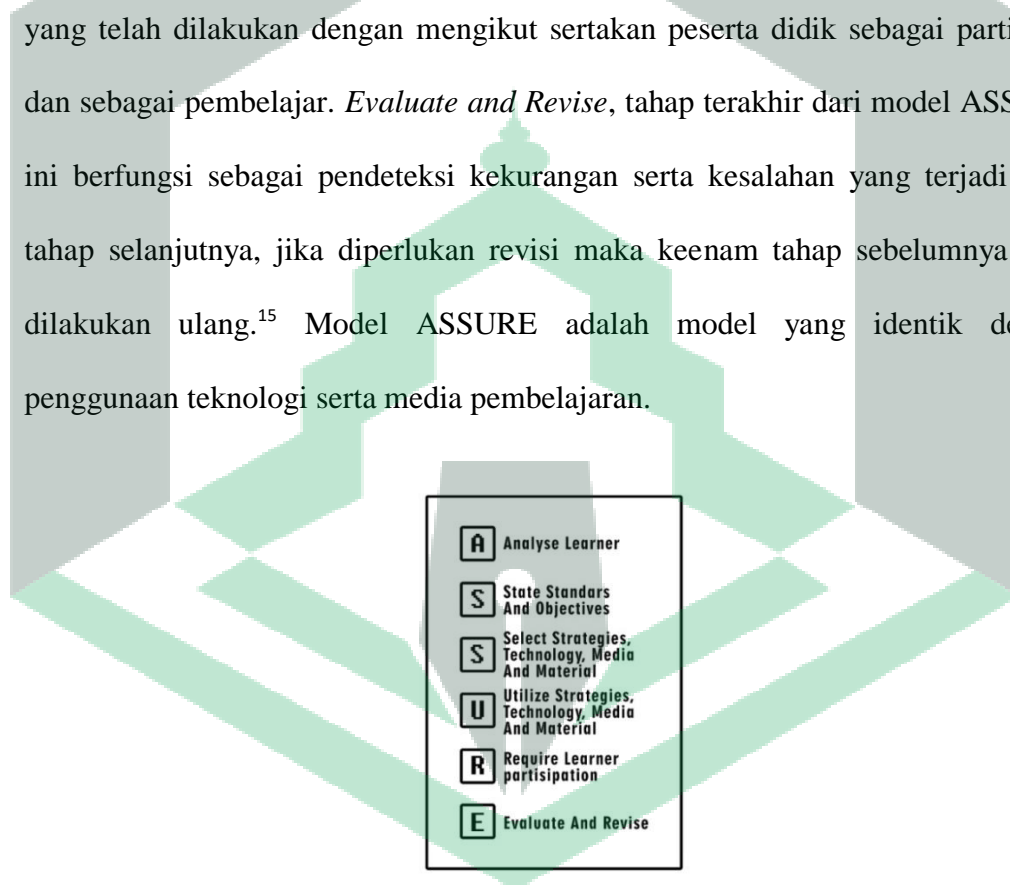 yang telah dilakukan dengan mengikut sertakan peserta didik sebagai parti
dan sebagai pembelajar. Evaluate and Revise, tahap terakhir dari model ASS
ini berfungsi sebagai pendeteksi kekurangan serta kesalahan yang terjadi
tahap selanjutnya, jika diperlukan revisi maka keenam tahap sebelumnya
dilakukan ulang.15 Model ASSURE adalah model yang identik de
penggunaan teknologi serta media pembelajaran.
A Analyse Learner
S State Standars
And Objectives
S Select Strategies,
Technology, Media
And Material
U Utilize Strategies,
Technology, Media
And Material
R Require Learner
partisipation
E Evaluate And Revise